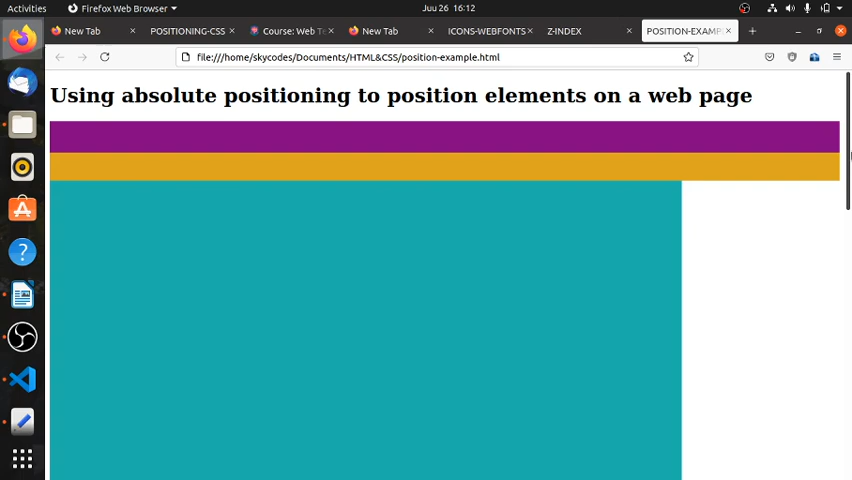 Activities
Firefox Web Browser
Juu 26 16:12
New Tab
POSITIONING-CSS
Course: Web Te
New Tab
ICONS-WEBFONTS
Z-INDEX
POSITION-EXAMPL
file:///home/skycodes/Documents/HTML&CSS/position-example.html
Using absolute positioning to position elements on a web page